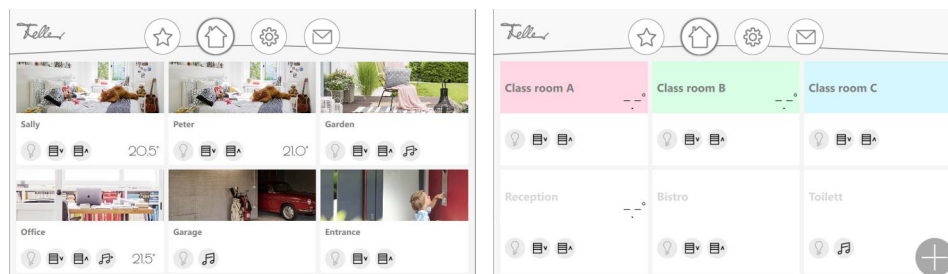 Feller
Sally
Peter
Garden
20.5°
21.0°
Office
Garage
Entrance
21.5°
Feller
Class room A
Class room B
Class room C
--.-°
--.-°
Reception
Bistro
Toilett
--.-°